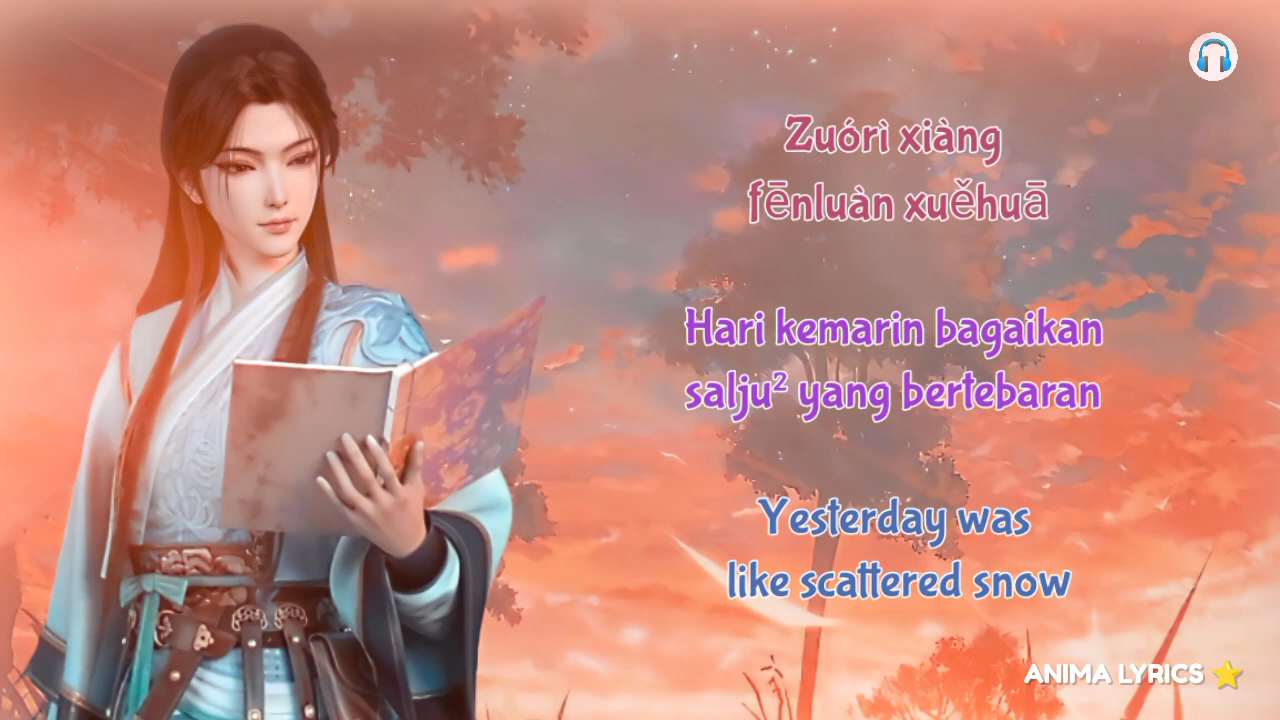 Zuórì xiàng
fēnluàn xuěhuā
Hari kemarin bagaikan
salju² yang bertebaran
Yesterday was
like scattered snow
ANIMA LYRICS